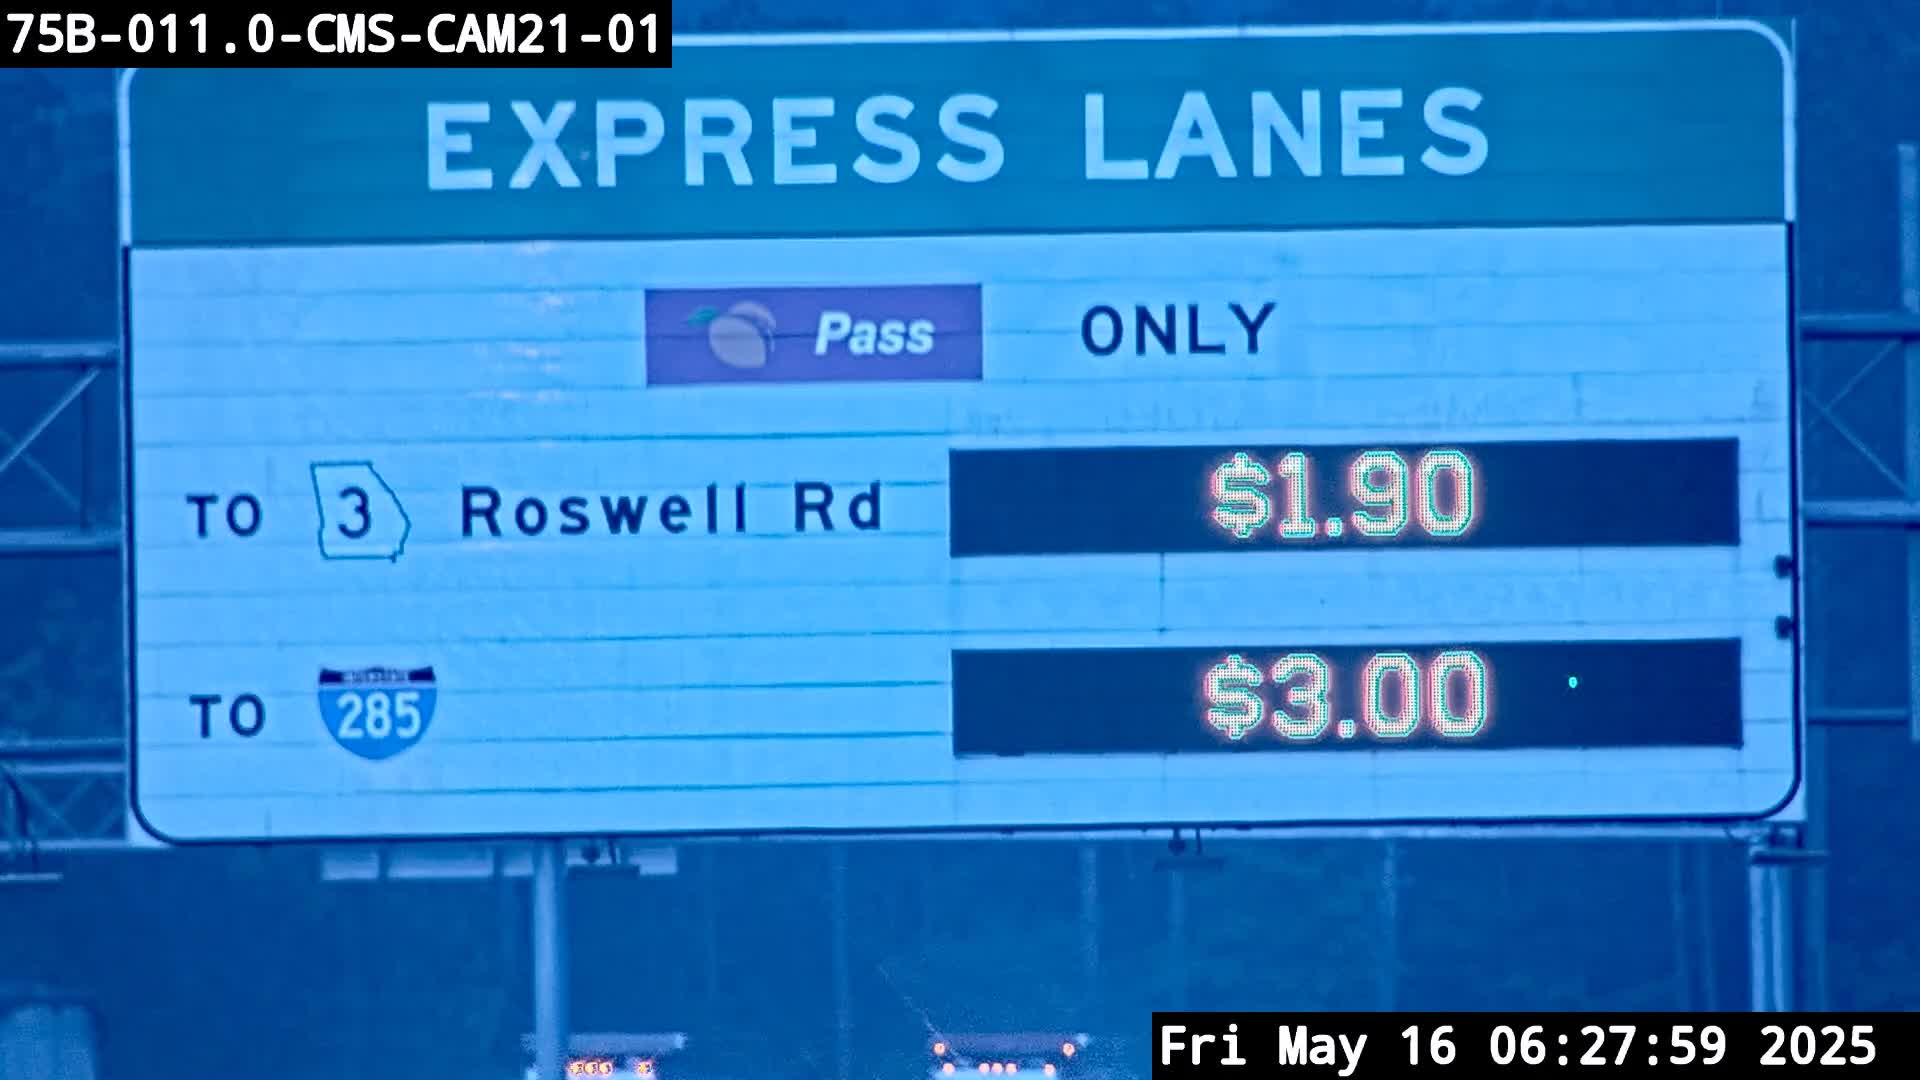 75B-011.0-CMS-CAM21-01
EXPRESS LANES
Pass ONLY
TO 3 Roswell Rd $1.90
TO 285 $3.00
Fri May 16 06:27:59 2025